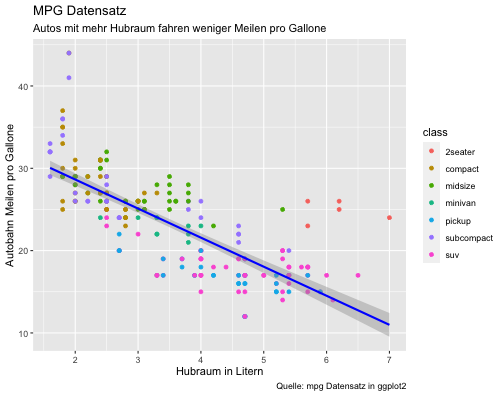 MPG Datensatz
Autos mit mehr Hubraum fahren weniger Meilen pro Gallone
Autobahn Meilen pro Gallone
40
30
20
10
2
3
4
5
6
7
Hubraum in Litern
class
2seater
compact
midsize
minivan
pickup
subcompact
suv
Quelle: mpg Datensatz in ggplot2